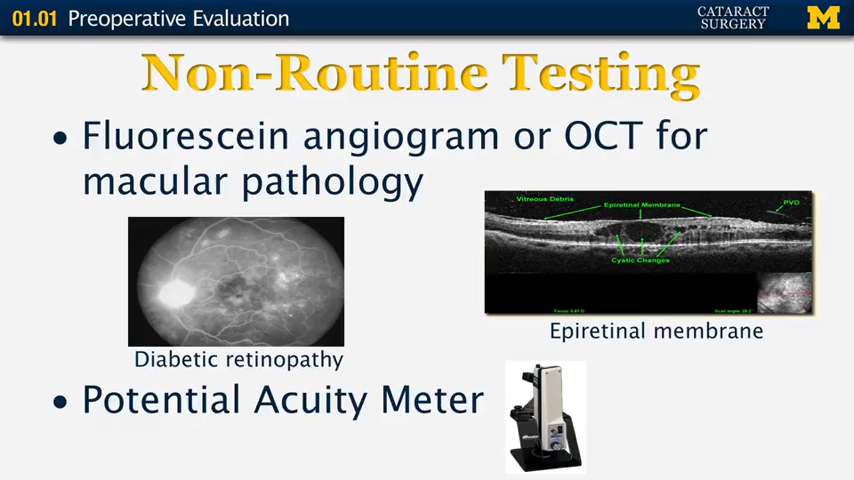 01.01 Preoperative Evaluation
CATARACT
SURGERY
M
Non-Routine Testing
• Fluorescein angiogram or OCT for
macular pathology
Vitreous Debris
Epiretinal Membrane
PVD
Cystic Changes
Diabetic retinopathy
Epiretinal membrane
• Potential Acuity Meter